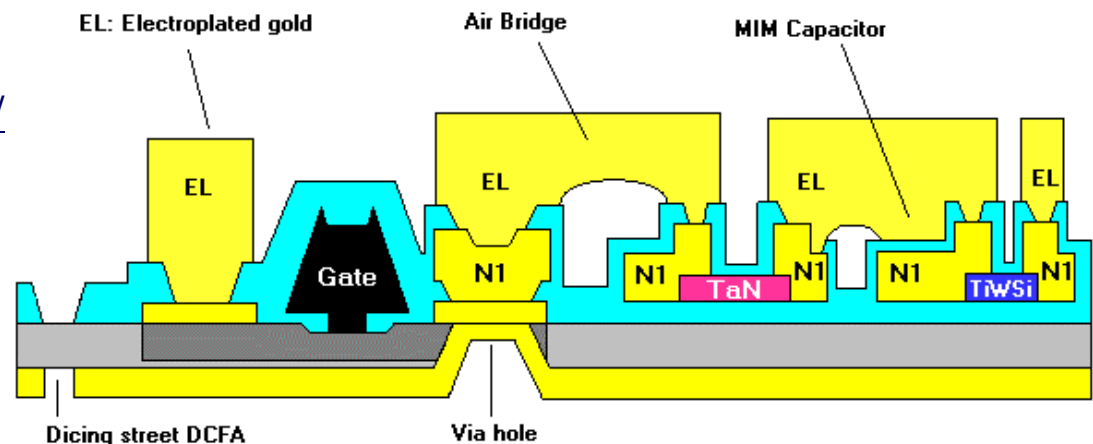 EL: Electroplated gold
Air Bridge
MIM Capacitor
y
EL
EL
EL
EL
Gate
N1
N1
TaN
N1
N1
TiWSi
N1
Dicing street DCFA
Via hole